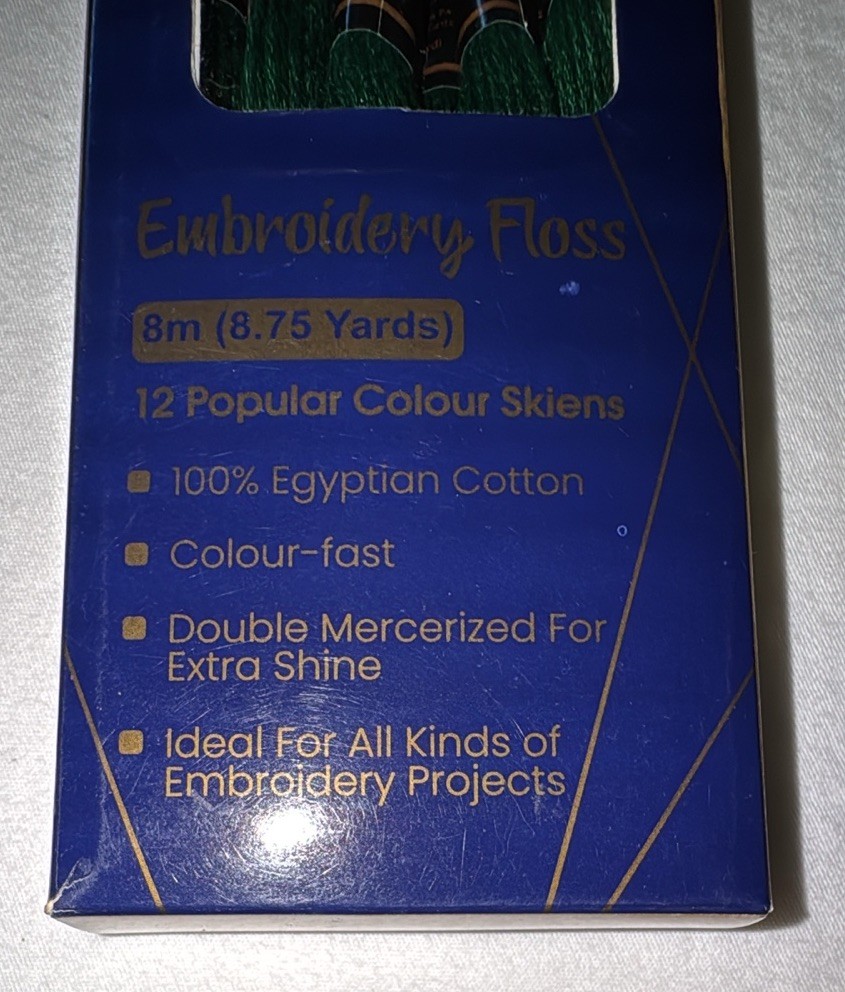 Embroidery Floss
8m (8.75 Yards)
12 Popular Colour Skiens
100% Egyptian Cotton
Colour-fast
Double Mercerized For
Extra Shine
Ideal For All Kinds of
Embroidery Projects